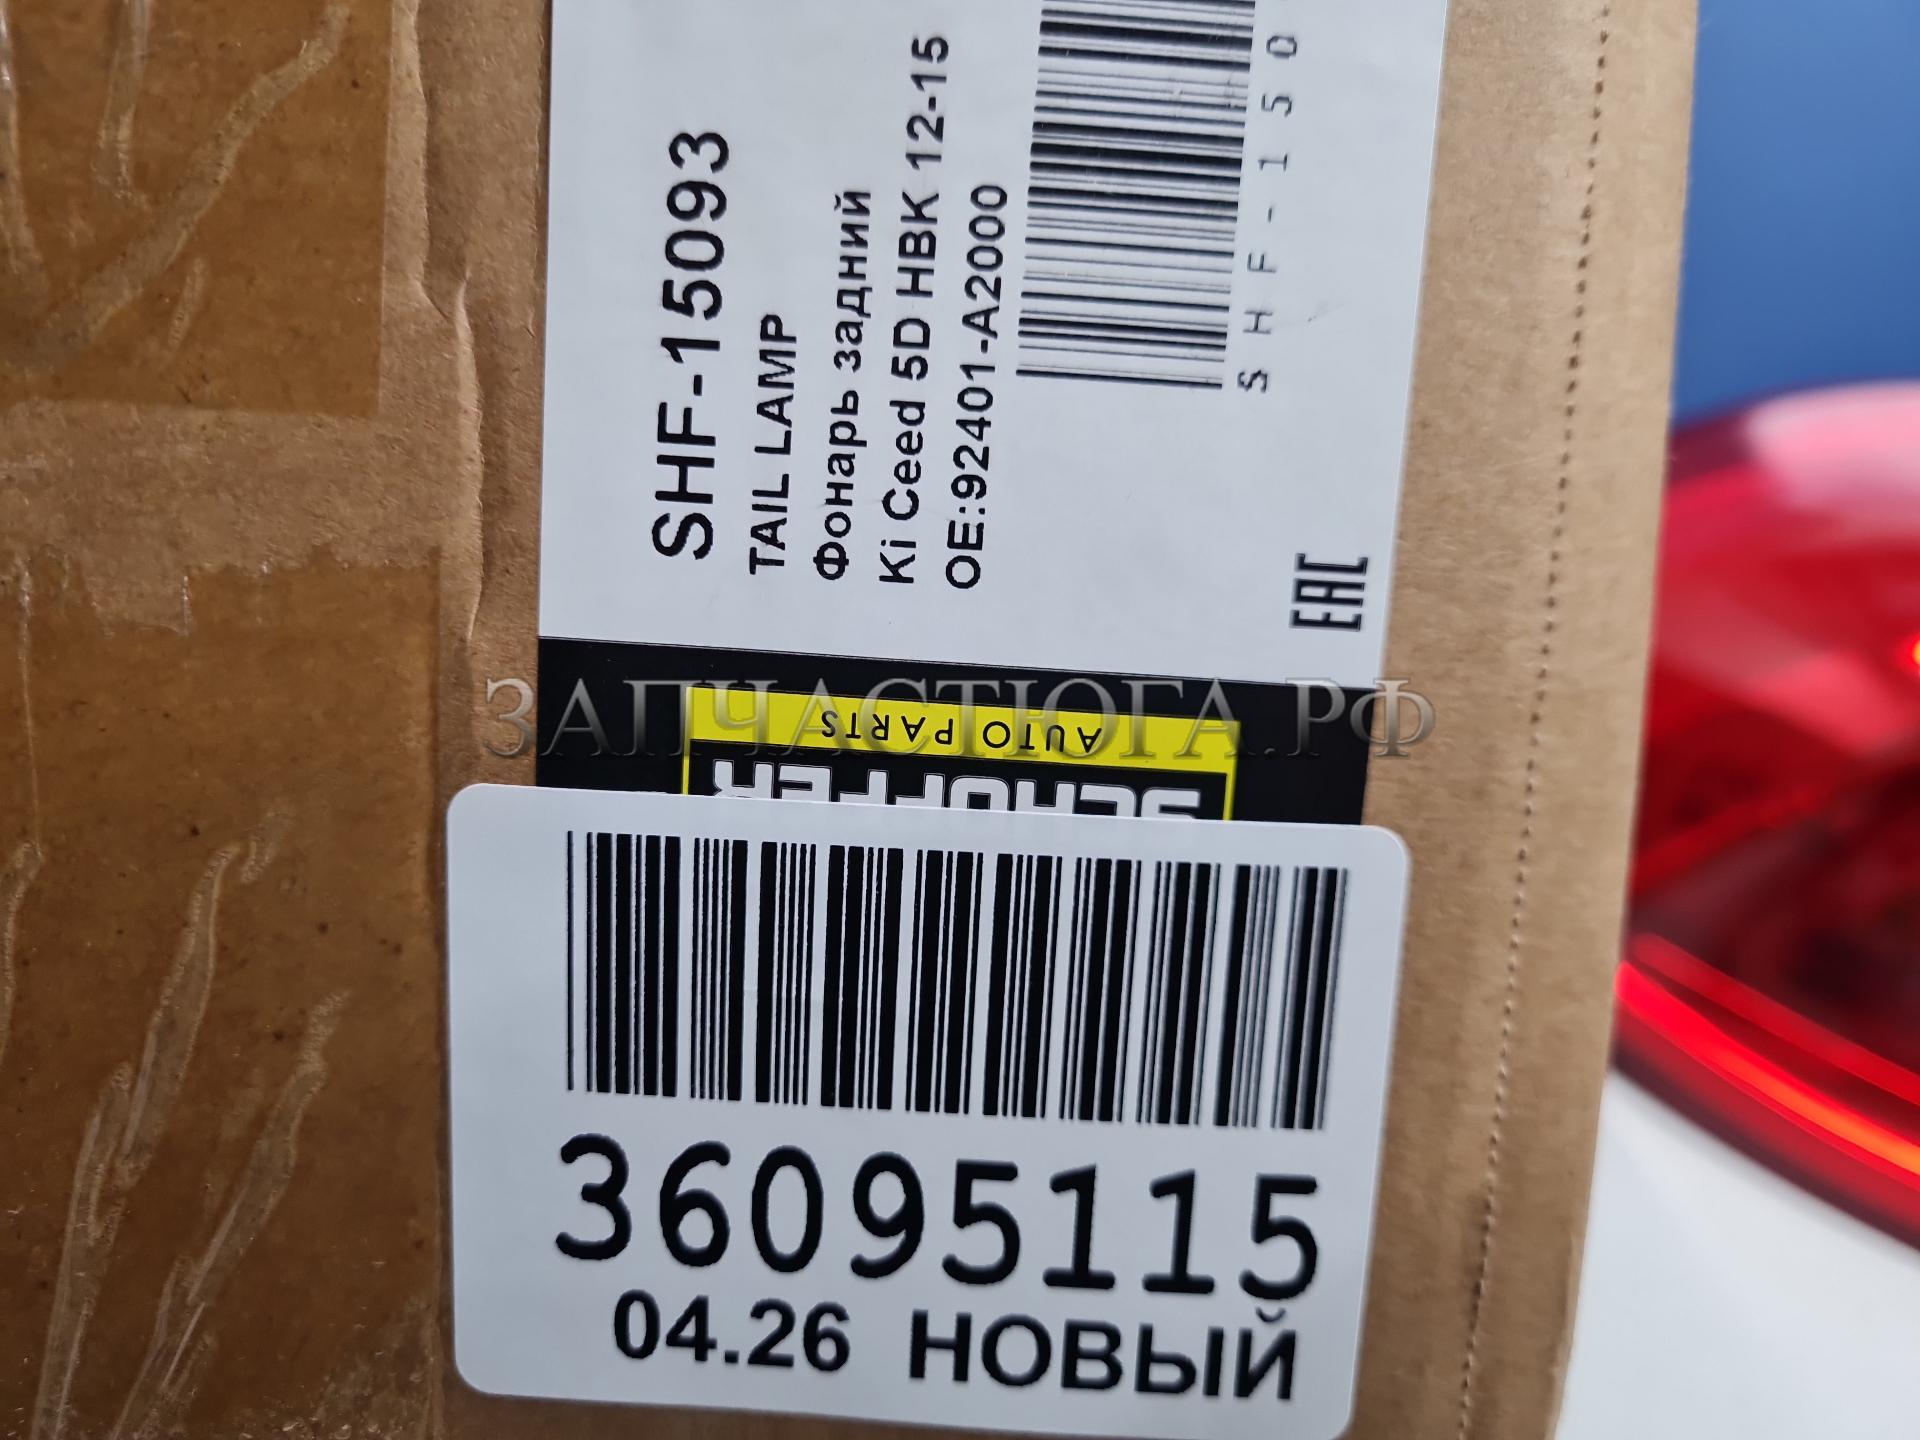 SHF-15093
TAIL LAMP
Фонарь задний
Ki Ceed 5D HBK 12-15
OE:92401-A2000
SHF-150
EAC
ЗАПЧАСТЮГА.РФ
AUTO PARTS
36095115
04.26 НОВЫЙ